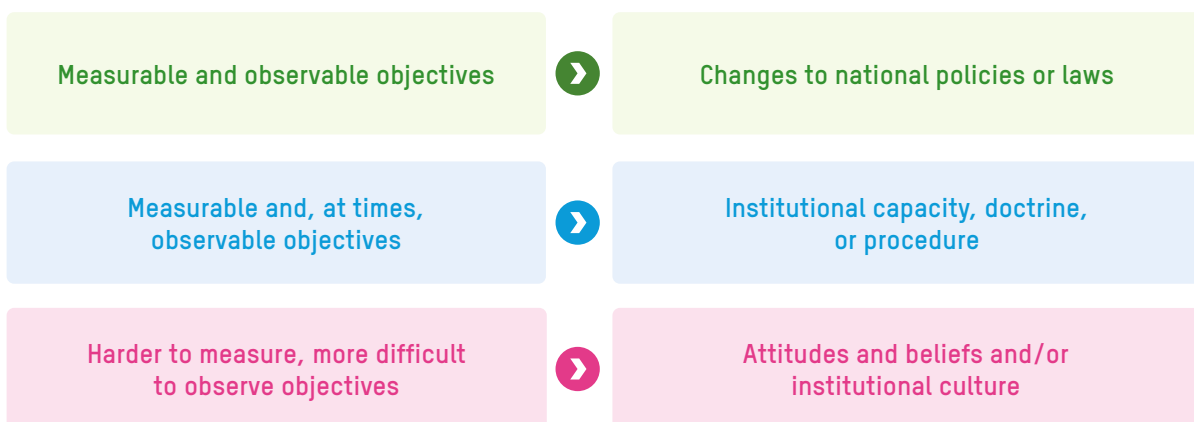 Measurable and observable objectives
Changes to national policies or laws
Measurable and, at times,
observable objectives
Institutional capacity, doctrine,
or procedure
Harder to measure, more difficult
to observe objectives
Attitudes and beliefs and/or
institutional culture